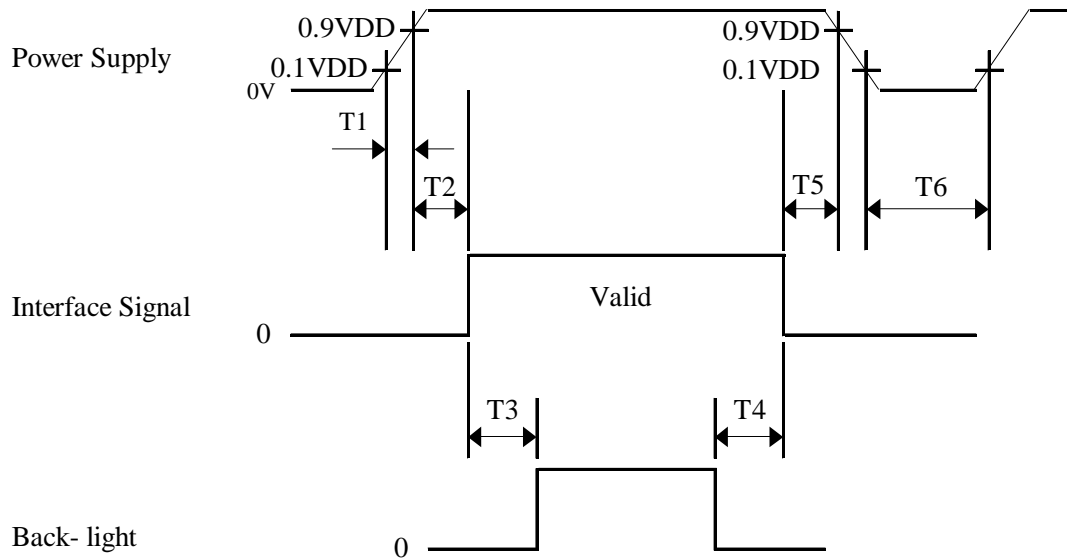 0.9VDD
0.9VDD
Power Supply
0.1VDD
0.1VDD
0V
T1
T2
T5
T6
Valid
Interface Signal
0
T3
T4
Back- light
0